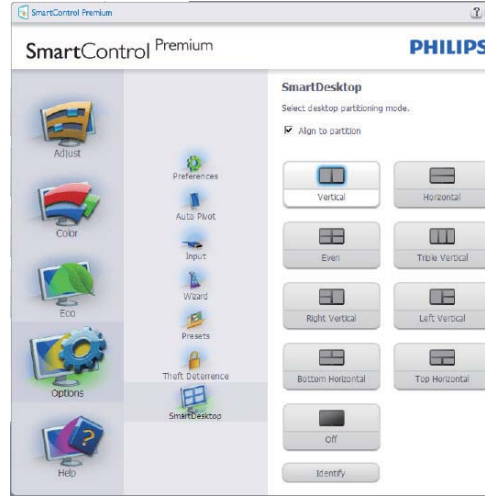 SmartControl Premium
?
SmartControl Premium
PHILIPS
Adjust
Color
Eco
Options
Help
Preferences
Auto Pivot
Input
Wizard
Presets
Theft Deterrence
SmartDesktop
SmartDesktop
Select desktop partitioning mode.
Align to partition
Vertical
Horizontal
Even
Triple Vertical
Right Vertical
Left Vertical
Bottom Horizontal
Top Horizontal
Off
Identify